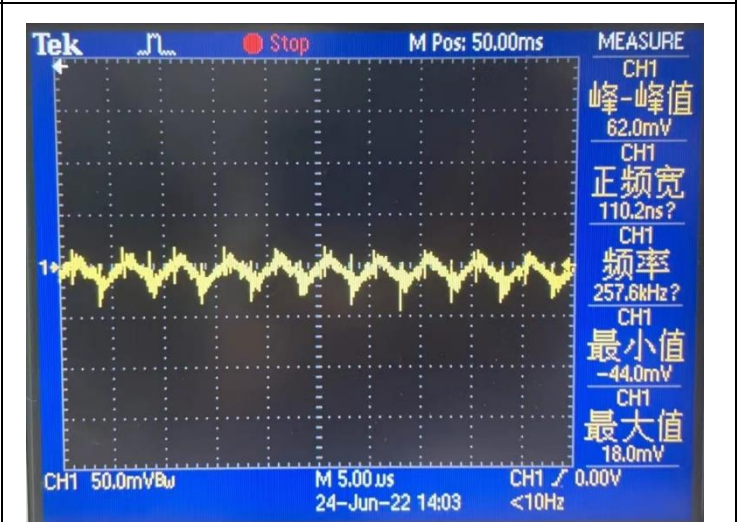 Tek Stop M Pos: 50.00ms MEASURE
CH1
峰-峰值
62.0mV
CH1
正频宽
110.2ns?
CH1
频率
257.6kHz?
CH1
最小值
-44.0mV
CH1
最大值
18.0mV
1
CH1 50.0mVBW M 5.00µs CH1 0.00V
24-Jun-22 14:03 <10Hz